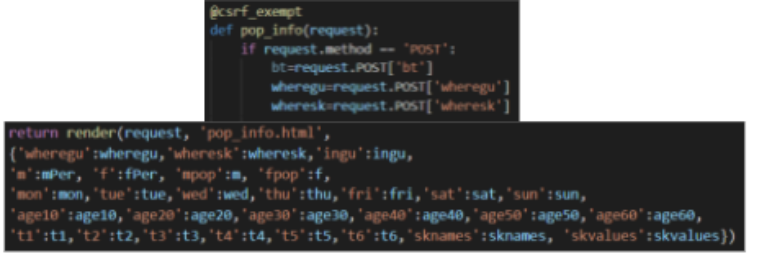 @csrf_exempt
def pop_info(request):
if request.method == 'POST':
bt=request.POST['bt']
wheregu=request.POST['wheregu']
wheresk=request.POST['wheresk']
return render(request, 'pop_info.html',
{'wheregu':wheregu,'wheresk':wheresk,'ingu':ingu,
'm':mPer, 'f':fPer, 'mpop':m, 'fpop':f,
'mon':mon,'tue':tue,'wed':wed,'thu':thu,'fri':fri,'sat':sat,'sun':sun,
'age10':age10,'age20':age20,'age30':age30,'age40':age40,'age50':age50,'age60':age60,
't1':t1,'t2':t2,'t3':t3,'t4':t4,'t5':t5,'t6':t6,'sknames':sknames, 'skvalues':skvalues})